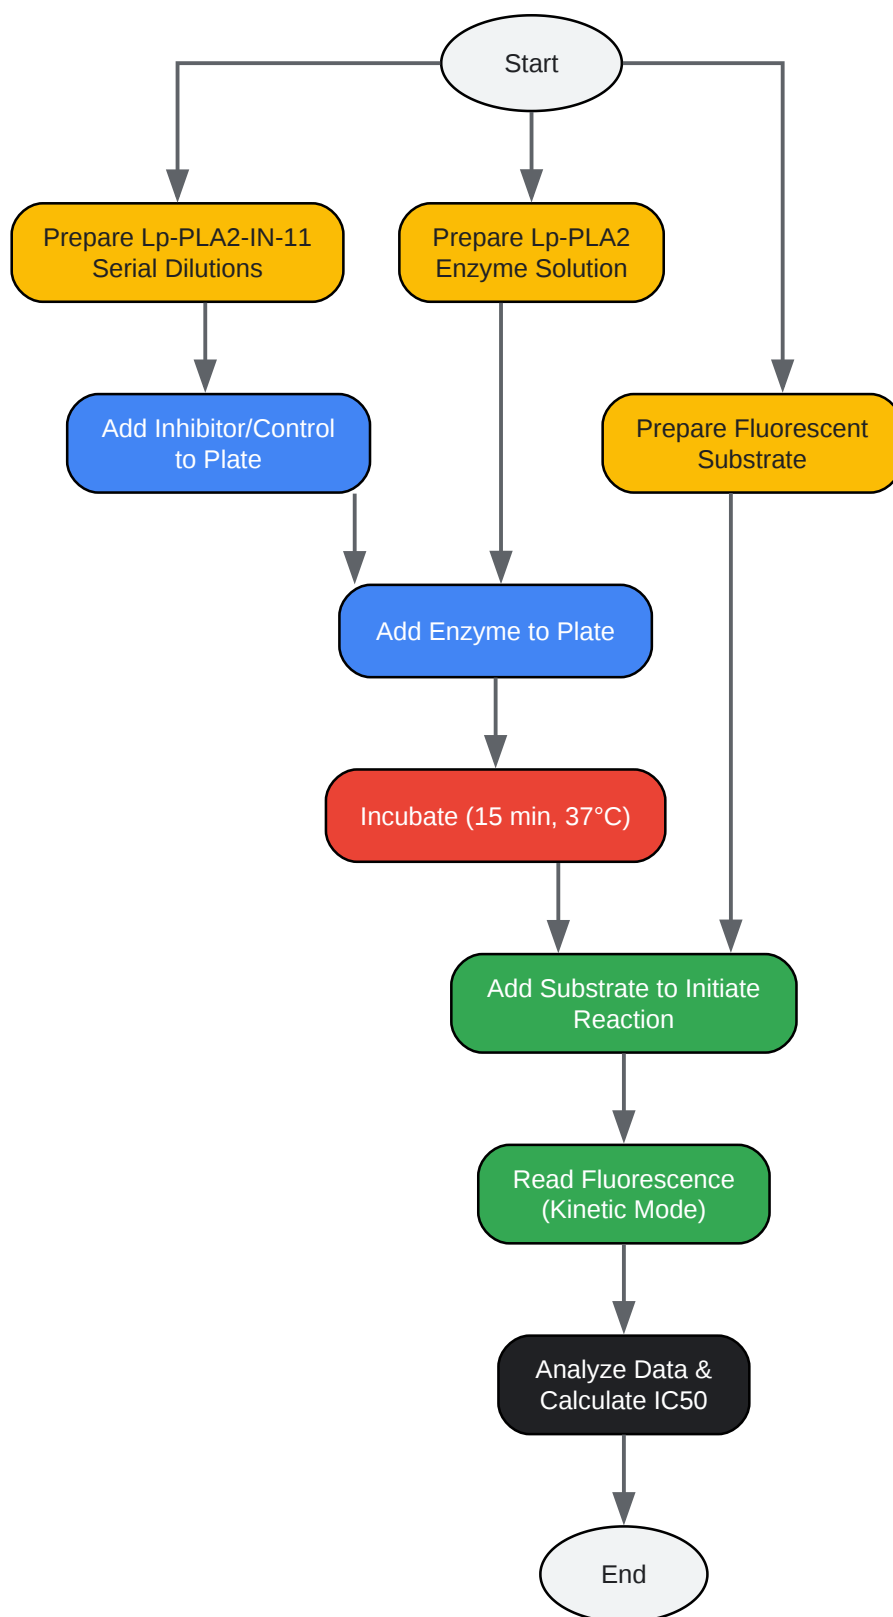 Start
Prepare Lp-PLA2-IN-11
Serial Dilutions
Prepare Lp-PLA2
Enzyme Solution
Add Inhibitor/Control
to Plate
Prepare Fluorescent
Substrate
Add Enzyme to Plate
Incubate (15 min, 37°C)
Add Substrate to Initiate
Reaction
Read Fluorescence
(Kinetic Mode)
Analyze Data &
Calculate IC50
End